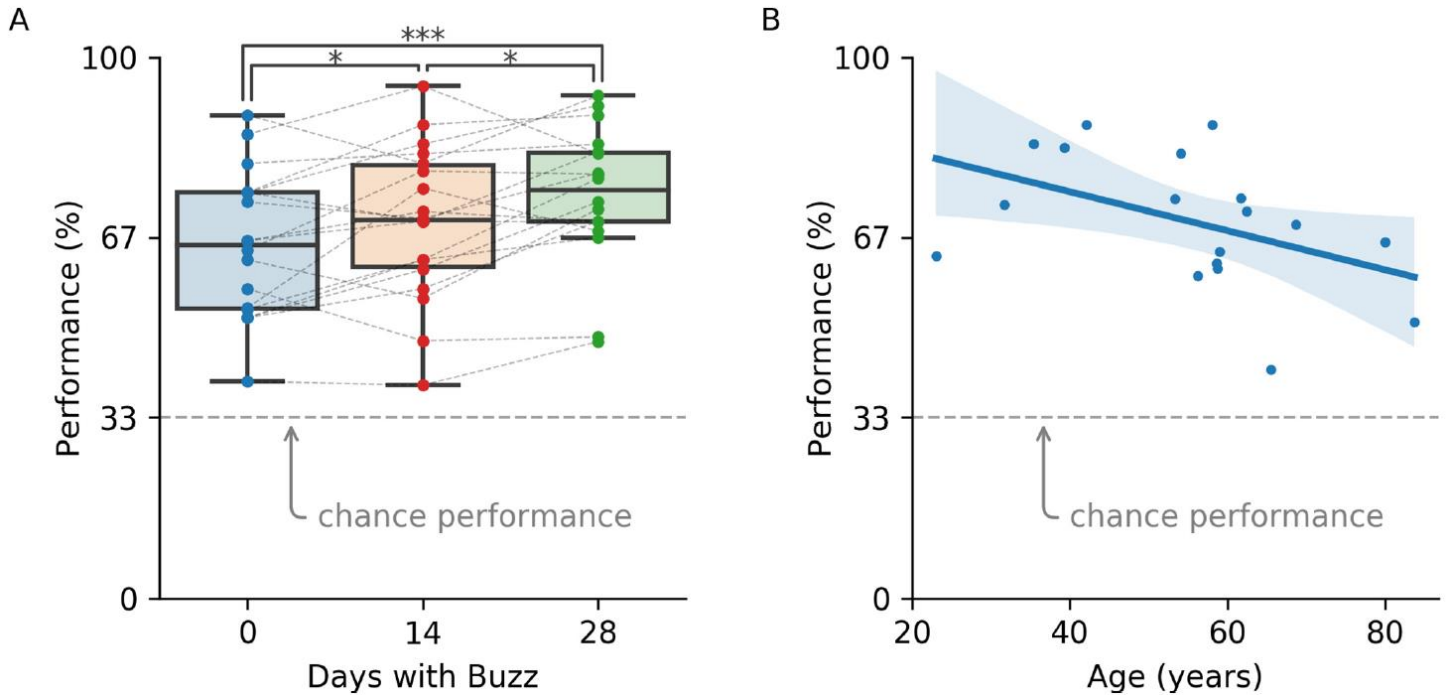 A
***
*
*
100
67
33
0
Performance (%)
chance performance
0
14
28
Days with Buzz
B
100
67
33
0
Performance (%)
chance performance
20
40
60
80
Age (years)